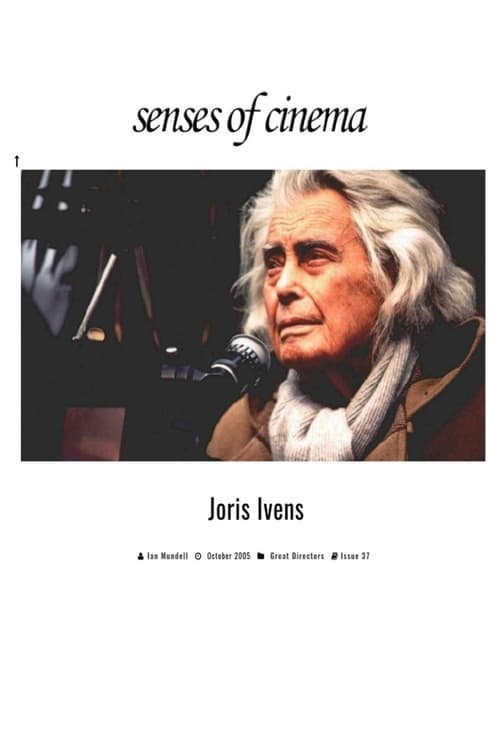 senses of cinema
Joris Ivens
Ian Mundell October 2005 Great Directors Issue 37